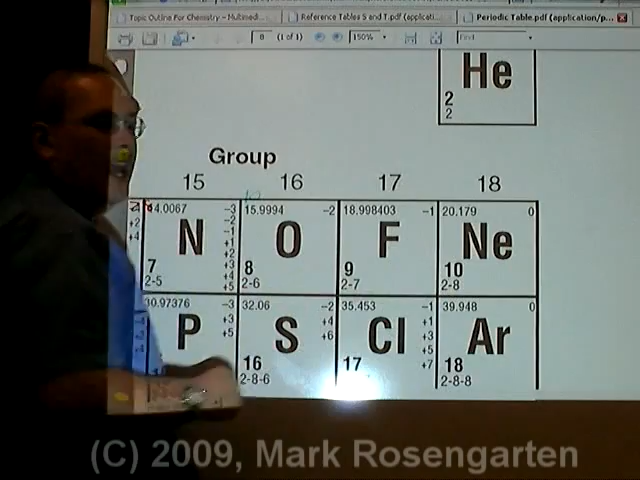 Topic Outline For Chemistry - Multimed...
Reference Tables S and T.pdf (applicati...
Periodic Table.pdf (application/p...
8 (1 of 1) 150% Find
He
2
2
Group
15 16 17 18
+2
+4
14.0067 -3 15.9994 -2 18.998403 -1 20.179 0
-2
-1
+1
+2
+3
+4
+5
N O F Ne
7 8 9 10
2-5 2-6 2-7 2-8
30.97376 -3 32.06 -2 35.453 -1 39.948 0
+3 +4 +1
+5 +6 +3
+5
+7
P S Cl Ar
16 17 18
2-8-6 2-8-8
(C) 2009, Mark Rosengarten